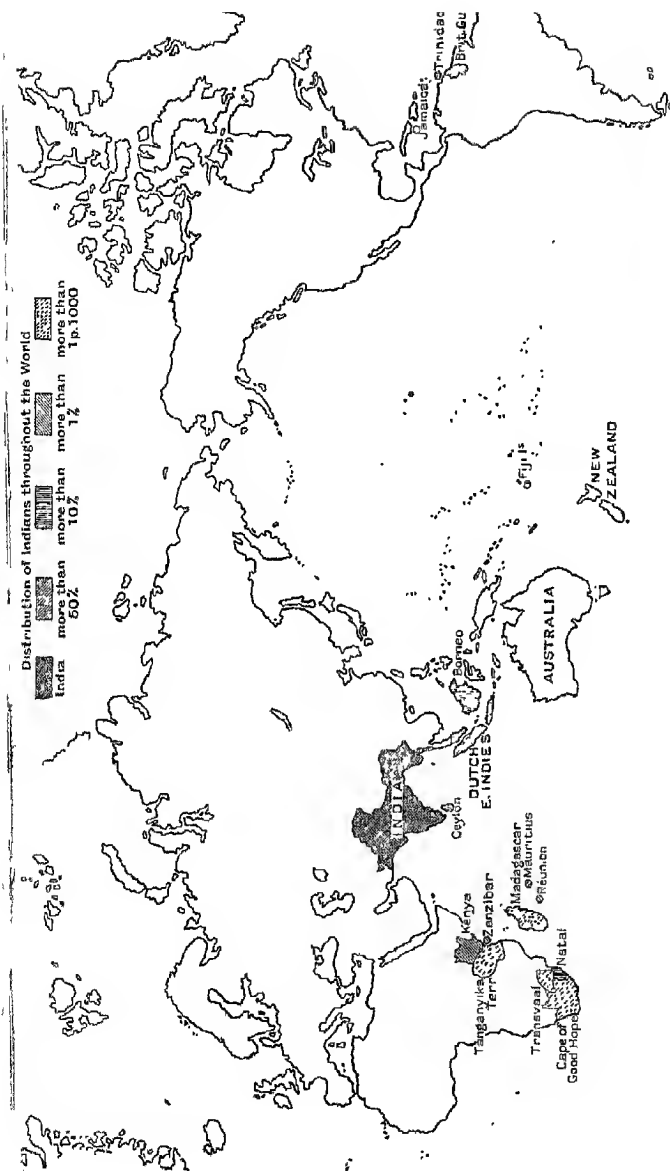 Distribution of Indians throughout the World
India
more than
50%
more than
10%
more than
1%
more than
1 p. 1000
INDIA
Ceylon
DUTCH
E. INDIES
Borneo
AUSTRALIA
NEW
ZEALAND
Fiji Is
Jamaica
Trinidad
Brit. Gu
Kenya
Zanzibar
Tanganyika
Terr
Madagascar
Mauritius
Réunion
Transvaal
Natal
Cape of
Good Hope